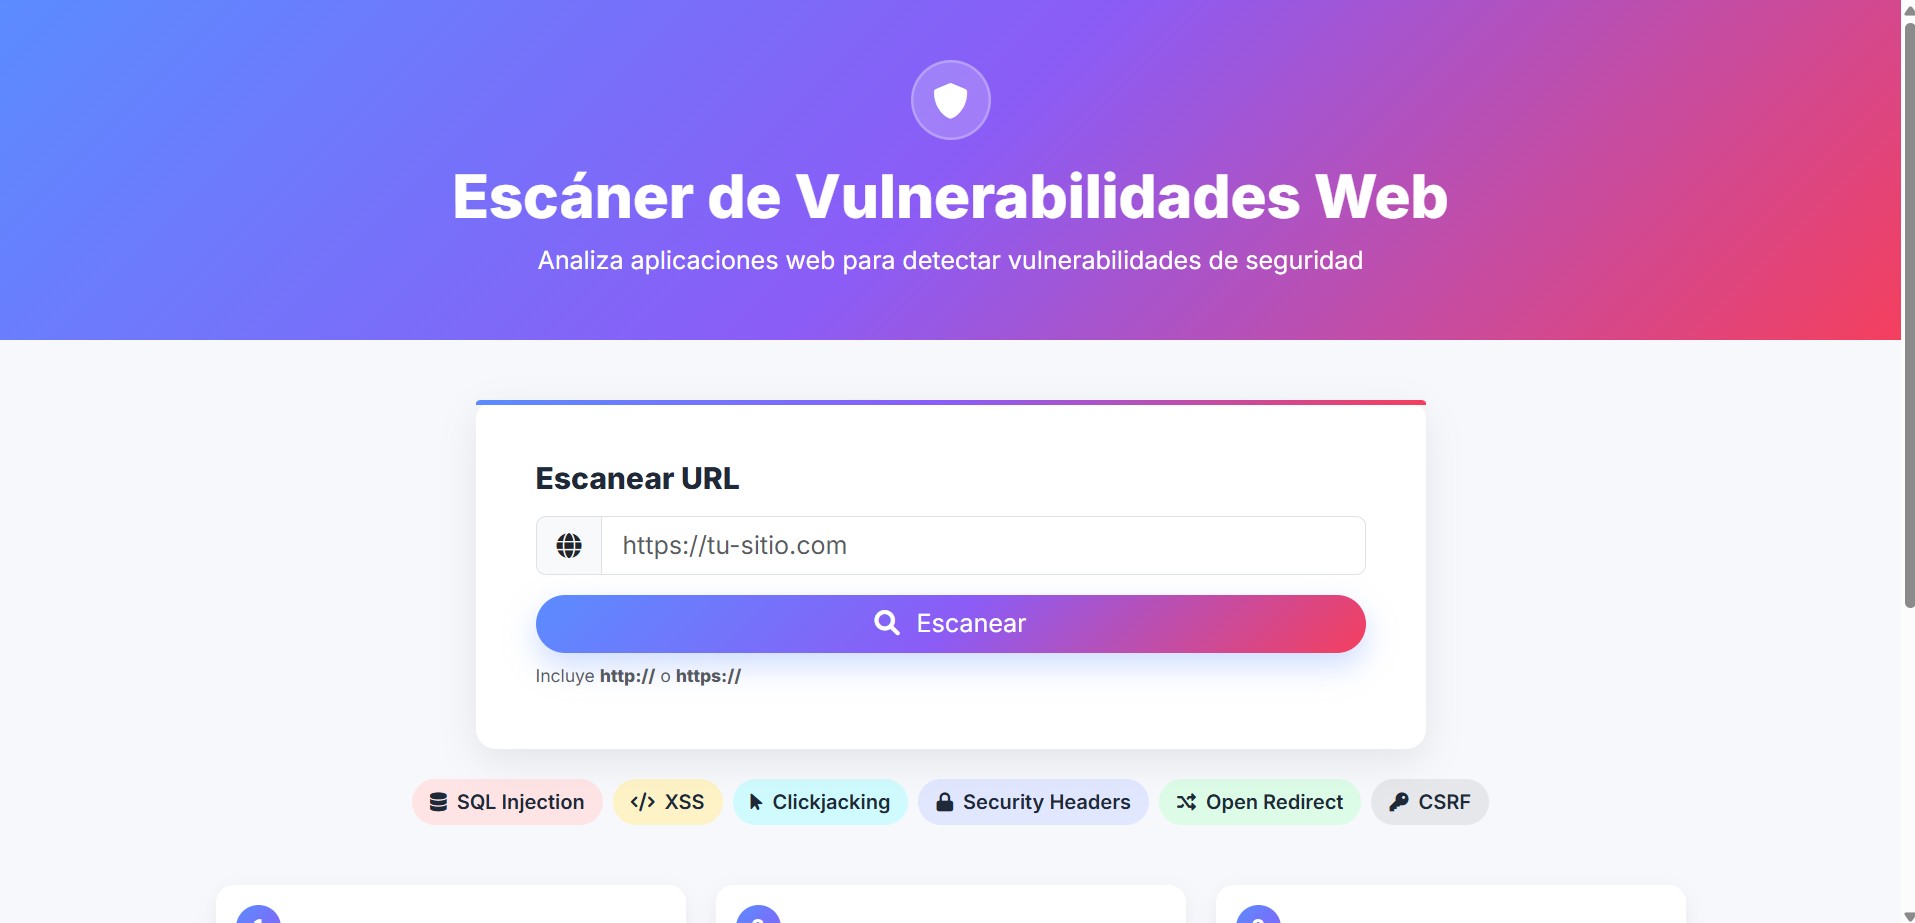 Escáner de Vulnerabilidades Web
Analiza aplicaciones web para detectar vulnerabilidades de seguridad
Escanear URL
https://tu-sitio.com
Escanear
Incluye http:// o https://
SQL Injection XSS Clickjacking Security Headers Open Redirect CSRF